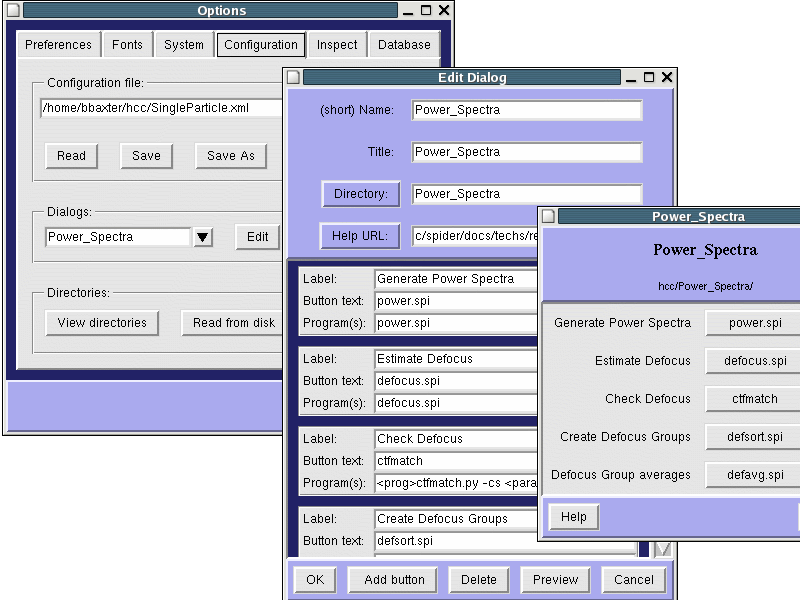 Options
Preferences Fonts System Configuration Inspect Database
Configuration file:
/home/bbaxter/hcc/SingleParticle.xml
Read Save Save As
Dialogs:
Power_Spectra Edit
Directories:
View directories Read from disk
Edit Dialog
(short) Name: Power_Spectra
Title: Power_Spectra
Directory: Power_Spectra
Help URL: c/spider/docs/techs/re
Label: Generate Power Spectra
Button text: power.spi
Program(s): power.spi
Label: Estimate Defocus
Button text: defocus.spi
Program(s): defocus.spi
Label: Check Defocus
Button text: ctfmatch
Program(s): <prog>ctfmatch.py -cs <para
Label: Create Defocus Groups
Button text: defsort.spi
OK Add button Delete Preview Cancel
Power_Spectra
Power_Spectra
hcc/Power_Spectra/
Generate Power Spectra power.spi
Estimate Defocus defocus.spi
Check Defocus ctfmatch
Create Defocus Groups defsort.spi
Defocus Group averages defavg.spi
Help